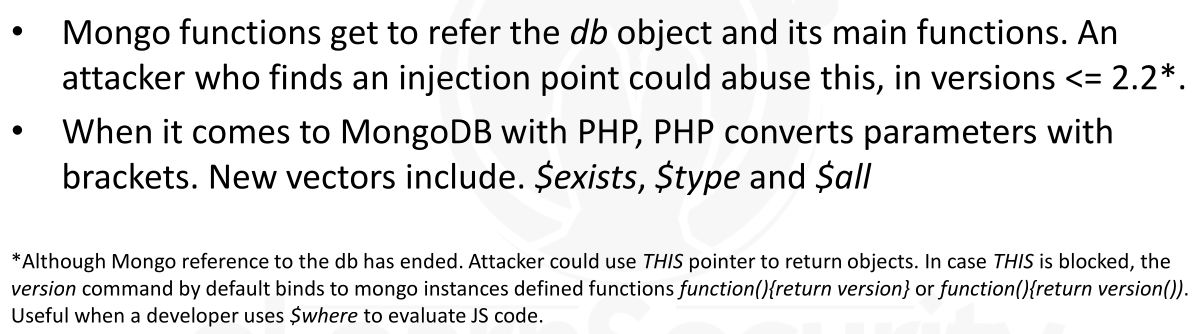 • Mongo functions get to refer the db object and its main functions. An
attacker who finds an injection point could abuse this, in versions <= 2.2*.
• When it comes to MongoDB with PHP, PHP converts parameters with
brackets. New vectors include. $exists, $type and $all
*Although Mongo reference to the db has ended. Attacker could use THIS pointer to return objects. In case THIS is blocked, the
version command by default binds to mongo instances defined functions function(){return version} or function(){return version()}.
Useful when a developer uses $where to evaluate JS code.